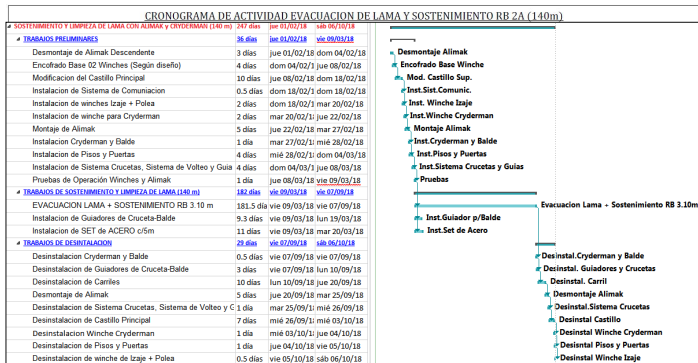 CRONOGRAMA DE ACTIVIDAD EVACUACION DE LAMA Y SOSTENIMIENTO RB 2A (140m)
SOSTENIMIENTO Y LIMPIEZA DE LAMA CON ALIMAK y CRYDERMAN (140 m) 247 días jue 01/02/18 sáb 06/10/18
TRABAJOS PRELIMINARES 36 días jue 01/02/18 vie 09/03/18
Desmontaje de Alimak Descendente 3 días jue 01/02/18 dom 04/02/18 Desmontaje Alimak
Encofrado Base 02 Winches (Según diseño) 4 días dom 04/02/1 jue 08/02/18 Encofrado Base Winche
Modificacion del Castillo Principal 10 días jue 08/02/18 dom 18/02/18 Mod. Castillo Sup.
Instalacion de Sistema de Comuniacion 0.5 días dom 18/02/1 dom 18/02/18 Inst.Sist.Comunic.
Instalacion de winches Izaje + Polea 2 días dom 18/02/1 mar 20/02/18 Inst. Winche Izaje
Instalacion de winche para Cryderman 2 días mar 20/02/1 jue 22/02/18 Inst.Winche Cryderman
Montaje de Alimak 5 días jue 22/02/18 mar 27/02/18 Montaje Alimak
Instalacion Cryderman y Balde 1 día mar 27/02/1 mié 28/02/18 Inst.Cryderman y Balde
Instalacion de Pisos y Puertas 4 días mié 28/02/1 dom 04/03/18 Inst.Pisos y Puertas
Instalacion de Sistema Crucetas, Sistema de Volteo y Guia 4 días dom 04/03/1 jue 08/03/18 Inst.Sistema Crucetas y Guias
Pruebas de Operación Winches y Alimak 1 día jue 08/03/18 vie 09/03/18 Pruebas
TRABAJOS DE SOSTENIMIENTO Y LIMPIEZA DE LAMA (140 m) 182 días vie 09/03/18 vie 07/09/18
EVACUACION LAMA + SOSTENIMIENTO RB 3.10 m 181.5 día vie 09/03/18 vie 07/09/18 Evacuacion Lama + Sostenimiento RB 3.10m
Instalacion de Guiadores de Cruceta-Balde 9.3 días vie 09/03/18 lun 19/03/18 Inst.Guiador p/Balde
Instalacion de SET de ACERO c/5m 11 días vie 09/03/18 mar 20/03/18 Inst.Set de Acero
TRABAJOS DE DESINTALACION 29 días vie 07/09/18 sáb 06/10/18
Desinstalacion Cryderman y Balde 0.5 días vie 07/09/18 vie 07/09/18 Desinstal.Cryderman y Balde
Desinstalacion de Guiadores de Cruceta-Balde 3 días vie 07/09/18 lun 10/09/18 Desinstal. Guiadores y Crucetas
Desinstalacion de Carriles 10 días lun 10/09/18 jue 20/09/18 Desinstal. Carril
Desmontaje de Alimak 5 días jue 20/09/18 mar 25/09/18 Desmontaje Alimak
Desinstalacion de Sistema Crucetas, Sistema de Volteo y G 1 día mar 25/09/1 mié 26/09/18 Desinstal.Sistema Crucetas
Desinstalacion de Castillo Principal 7 días mié 26/09/1 mié 03/10/18 Desinstal Castillo
Desinstalacion Winche Cryderman 1 día mié 03/10/1 jue 04/10/18 Desinstal Winche Cryderman
Desinstalacion de Pisos y Puertas 1 día jue 04/10/18 vie 05/10/18 Desintal Pisos y Puertas
Desinstalacion de winche de Izaje + Polea 0.5 días vie 05/10/18 sáb 06/10/18 Desinstal Winche Izaje